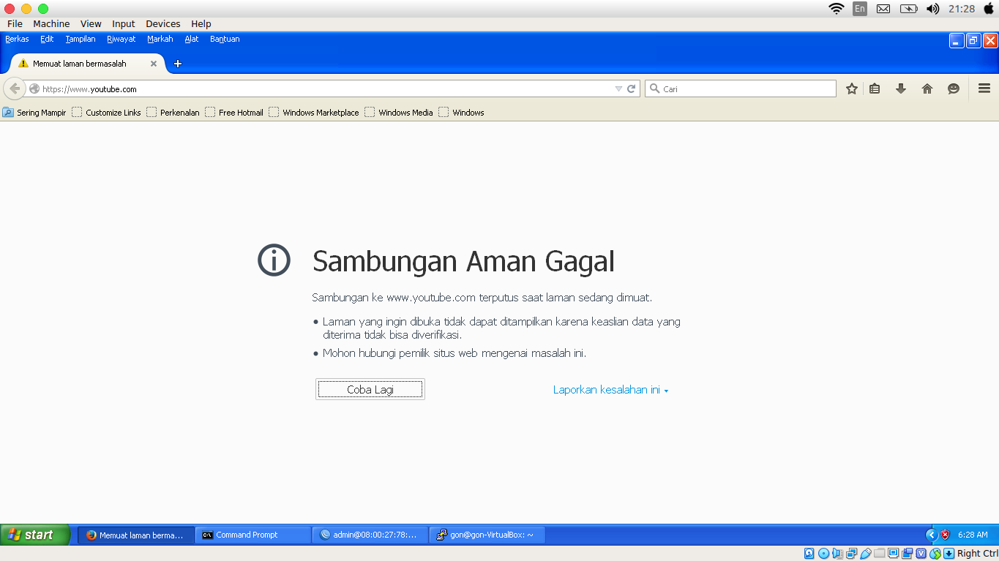 En 21:28
File Machine View Input Devices Help
Berkas Edit Tampilan Riwayat Markah Alat Bantuan
Memuat laman bermasalah
https://www.youtube.com
Cari
Sering Mampir Customize Links Perkenalan Free Hotmail Windows Marketplace Windows Media Windows
Sambungan Aman Gagal
Sambungan ke www.youtube.com terputus saat laman sedang dimuat.
• Laman yang ingin dibuka tidak dapat ditampilkan karena keaslian data yang
diterima tidak bisa diverifikasi.
• Mohon hubungi pemilik situs web mengenai masalah ini.
Coba Lagi
Laporkan kesalahan ini
start Memuat laman berma... Command Prompt admin@08:00:27:78:... gon@gon-VirtualBox: ~ 6:28 AM
Right Ctrl